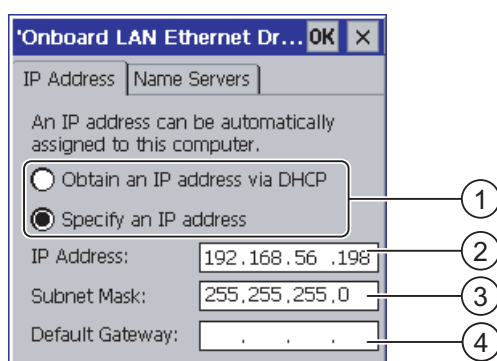 'Onboard LAN Ethernet Dr... OK ×
IP Address Name Servers
An IP address can be automatically
assigned to this computer.
Obtain an IP address via DHCP
Specify an IP address
1
IP Address: 192.168.56 .198
2
Subnet Mask: 255.255.255.0
3
Default Gateway: . . .
4